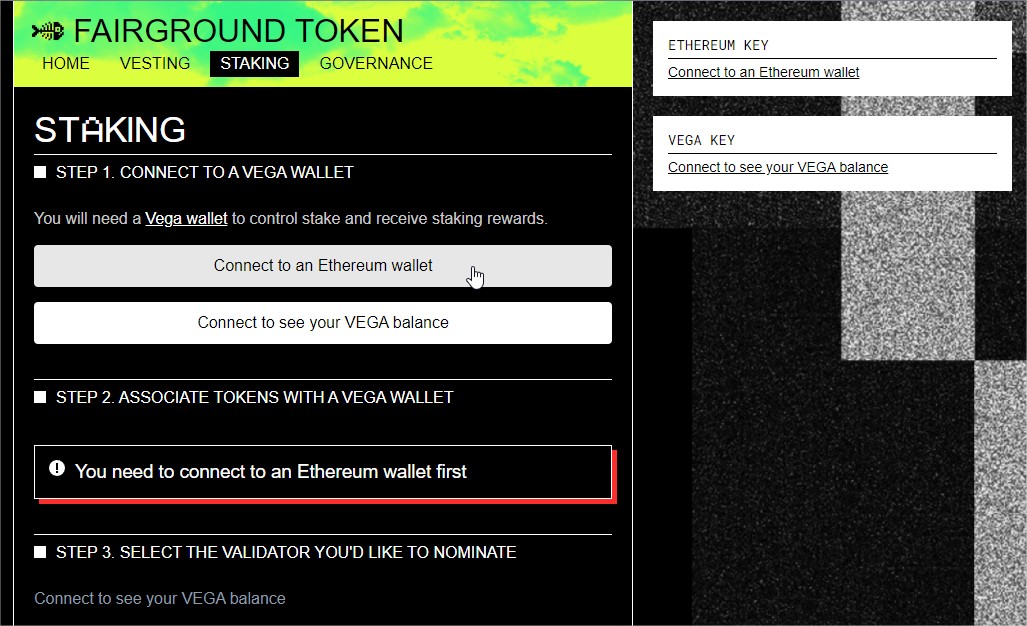 FAIRGROUND TOKEN
HOME VESTING STAKING GOVERNANCE
STAKING
STEP 1. CONNECT TO A VEGA WALLET
You will need a Vega wallet to control stake and receive staking rewards.
Connect to an Ethereum wallet
Connect to see your VEGA balance
STEP 2. ASSOCIATE TOKENS WITH A VEGA WALLET
You need to connect to an Ethereum wallet first
STEP 3. SELECT THE VALIDATOR YOU'D LIKE TO NOMINATE
Connect to see your VEGA balance
ETHEREUM KEY
Connect to an Ethereum wallet
VEGA KEY
Connect to see your VEGA balance